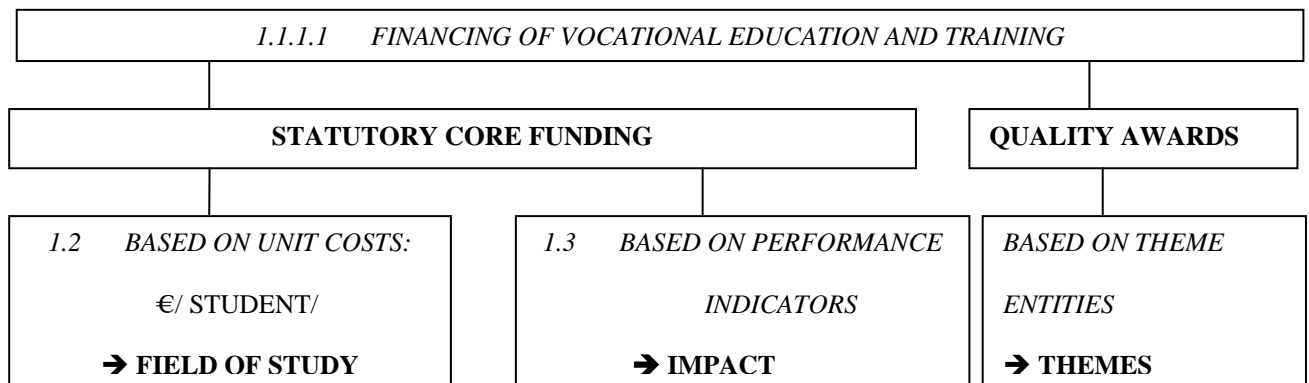 1.1.1.1 FINANCING OF VOCATIONAL EDUCATION AND TRAINING
STATUTORY CORE FUNDING
QUALITY AWARDS
1.2 BASED ON UNIT COSTS:
€/ STUDENT/
➔ FIELD OF STUDY
1.3 BASED ON PERFORMANCE
INDICATORS
➔ IMPACT
BASED ON THEME
ENTITIES
➔ THEMES